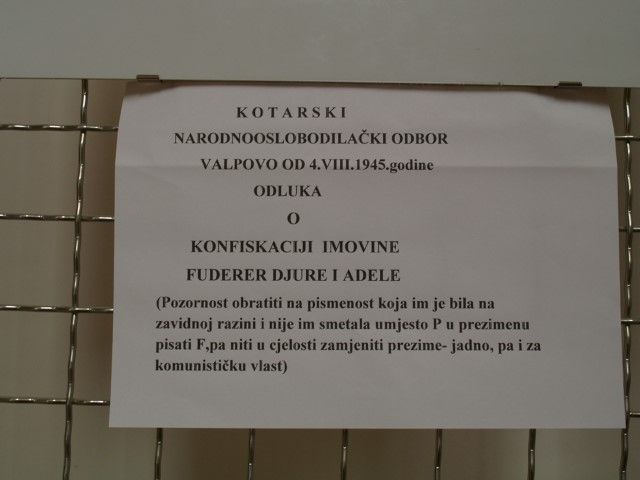 KOTARSKI
NARODNOOSLOBODILAČKI ODBOR
VALPOVO OD 4.VIII.1945.godine
ODLUKA
O
KONFISKACIJI IMOVINE
FUDERER DJURE I ADELE
(Pozornost obratiti na pismenost koja im je bila na
zavidnoj razini i nije im smetala umjesto P u prezimenu
pisati F,pa niti u cjelosti zamjeniti prezime- jadno, pa i za
komunističku vlast)